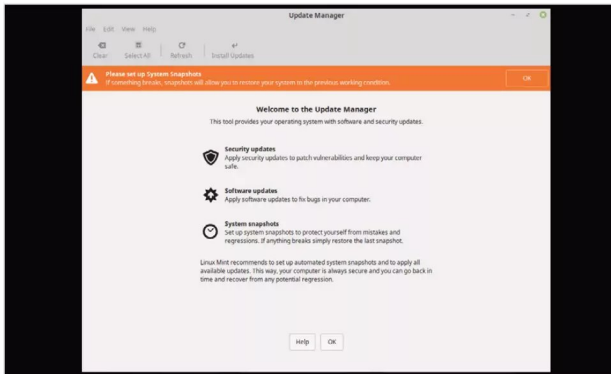 Update Manager
File Edit View Help
Clear Select All Refresh Install Updates
Please set up System Snapshots
If something breaks, snapshots will allow you to restore your system to the previous working condition.
OK
Welcome to the Update Manager
This tool provides your operating system with software and security updates.
Security updates
Apply security updates to patch vulnerabilities and keep your computer
safe.
Software updates
Apply software updates to fix bugs in your computer.
System snapshots
Set up system snapshots to protect yourself from mistakes and
regressions. If anything breaks simply restore the last snapshot.
Linux Mint recommends to set up automated system snapshots and to apply all
available updates. This way, your computer is always secure and you can go back in
time and recover from any potential regression.
Help OK